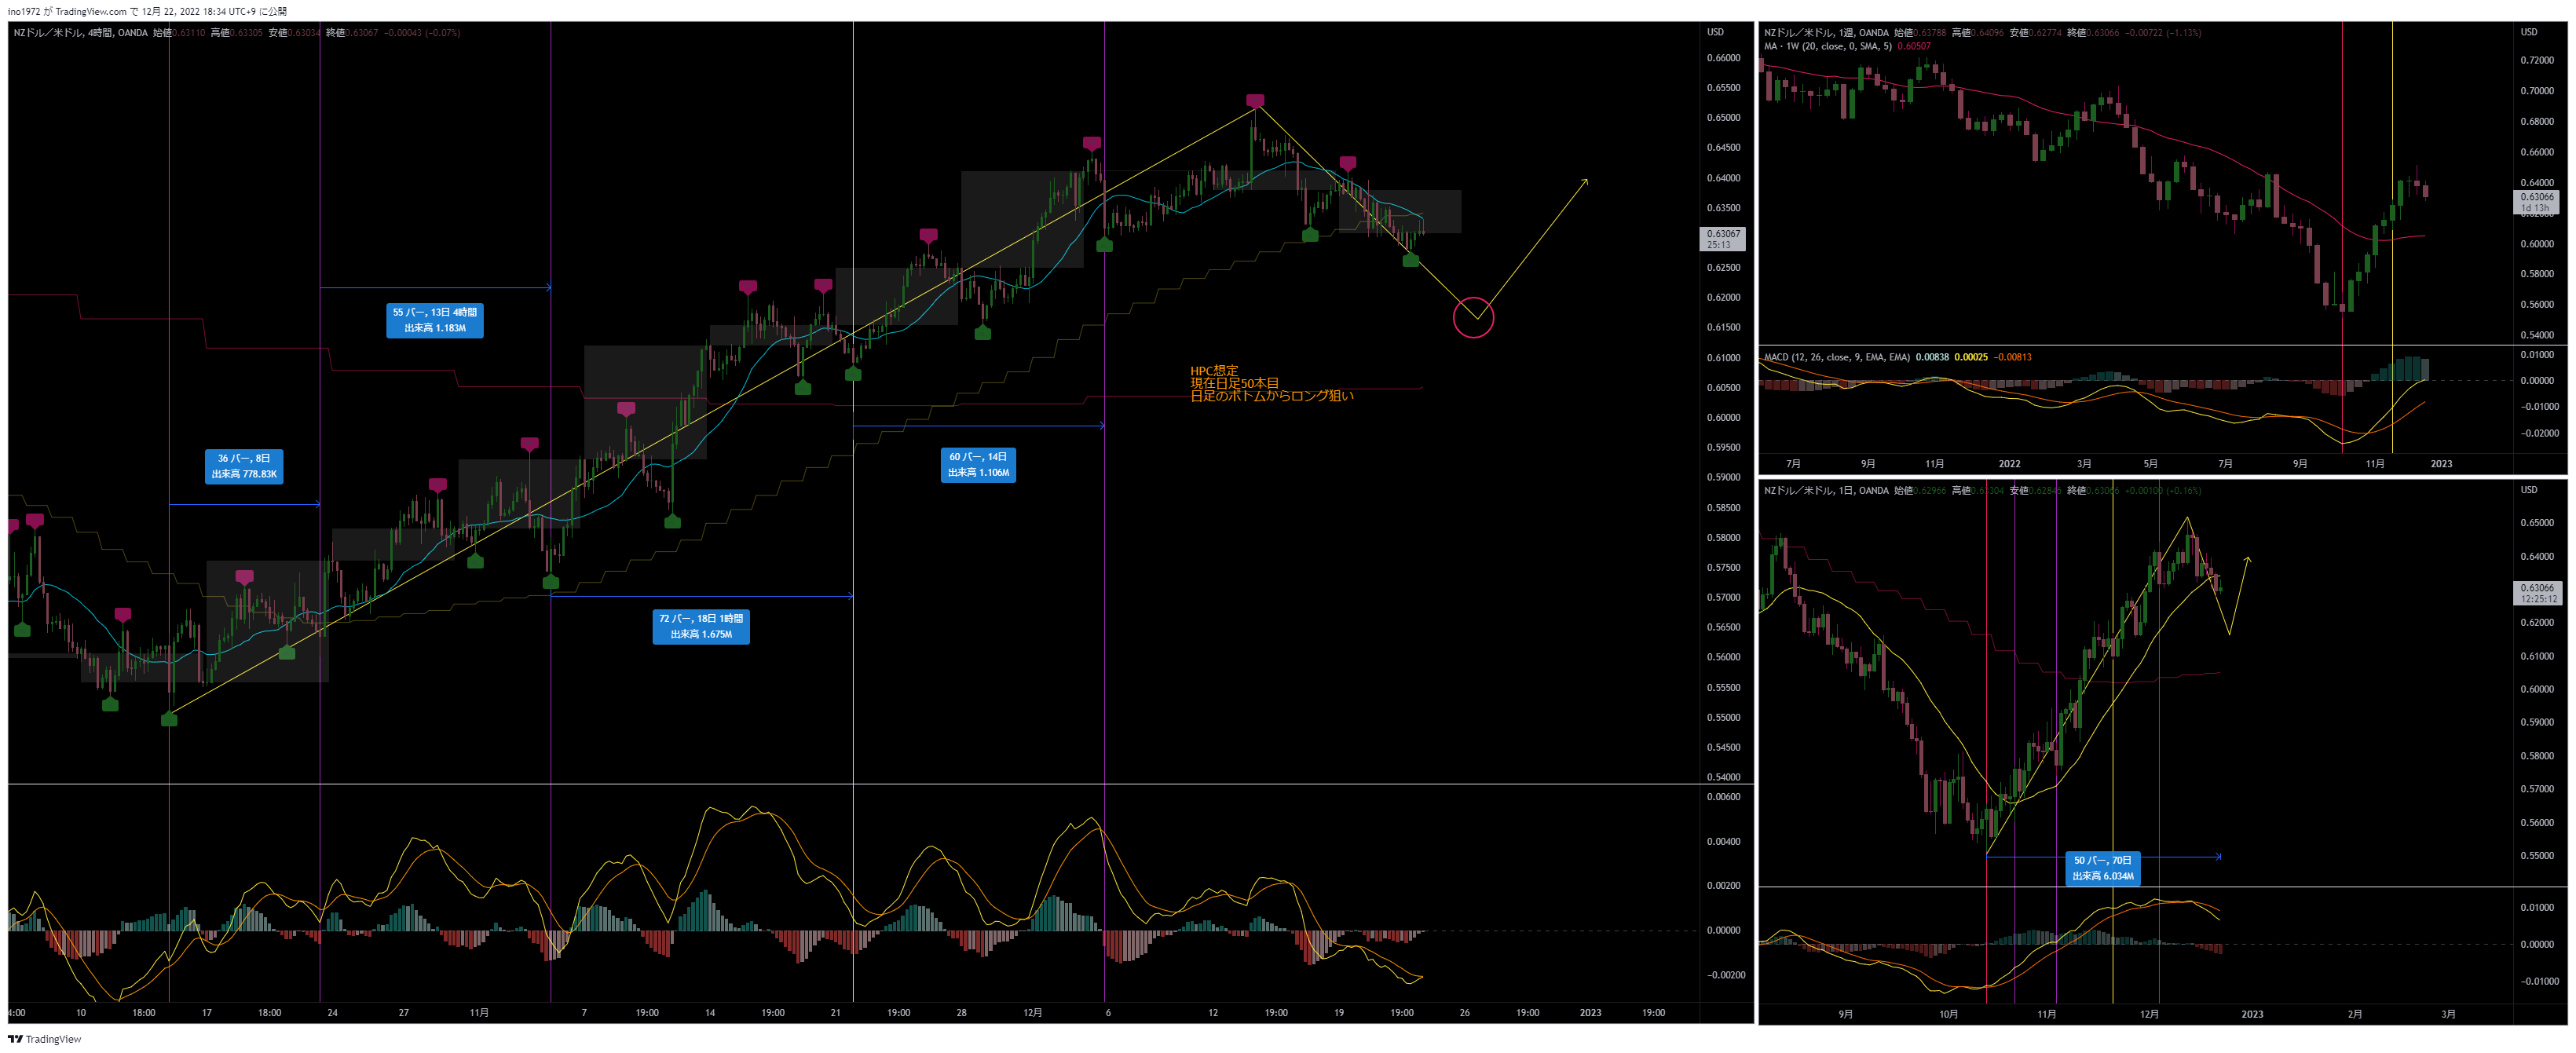 ino1972 が TradingView.com で 12月 22, 2022 18:34 UTC+9 に公開
NZドル／米ドル, 4時間, OANDA 始値0.63110 高値0.63305 安値0.63034 終値0.63067 −0.00043 (−0.07%)
USD
0.66000
0.65500
0.65000
0.64500
0.64000
0.63500
0.63067
25:13
0.62500
0.62000
0.61500
0.61000
0.60500
0.60000
0.59500
0.59000
0.58500
0.58000
0.57500
0.57000
0.56500
0.56000
0.55500
0.55000
0.54500
0.54000
55 バー, 13日 4時間
出来高 1.183M
36 バー, 8日
出来高 778.83K
HPC想定
現在日足50本目
日足のボトムからロング狙い
60 バー, 14日
出来高 1.106M
72 バー, 18日 1時間
出来高 1.675M
0.00600
0.00400
0.00200
0.00000
−0.00200
4:00 10 18:00 17 18:00 24 27 11月 7 19:00 14 19:00 21 19:00 28 12月 6 12 19:00 19 19:00 26 19:00 2023 19:00
NZドル／米ドル, 1週, OANDA 始値0.63788 高値0.64096 安値0.62774 終値0.63066 −0.00722 (−1.13%)
MA · 1W (20, close, 0, SMA, 5) 0.60507
USD
0.72000
0.70000
0.68000
0.66000
0.64000
0.63066
1d 13h
0.60000
0.58000
0.56000
0.54000
MACD (12, 26, close, 9, EMA, EMA) 0.00838 0.00025 −0.00813
0.01000
0.00000
−0.01000
−0.02000
7月 9月 11月 2022 3月 5月 7月 9月 11月 2023
NZドル／米ドル, 1日, OANDA 始値0.62966 高値0.63304 安値0.62846 終値0.63066 +0.00100 (+0.16%)
USD
0.65000
0.64000
0.63066
12:25:12
0.62000
0.61000
0.60000
0.59000
0.58000
0.57000
0.56000
0.55000
50 バー, 70日
出来高 6.034M
0.01000
0.00000
−0.01000
9月 10月 11月 12月 2023 2月 3月
TradingView